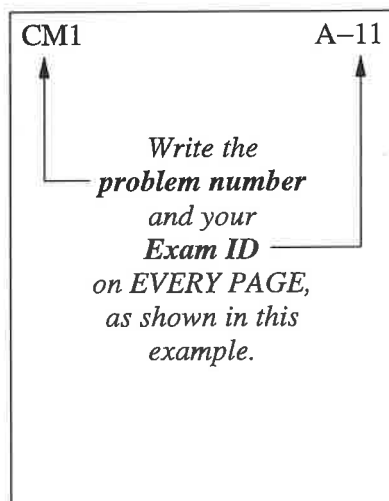 CM1 A–11
Write the
problem number
and your
Exam ID
on EVERY PAGE,
as shown in this
example.